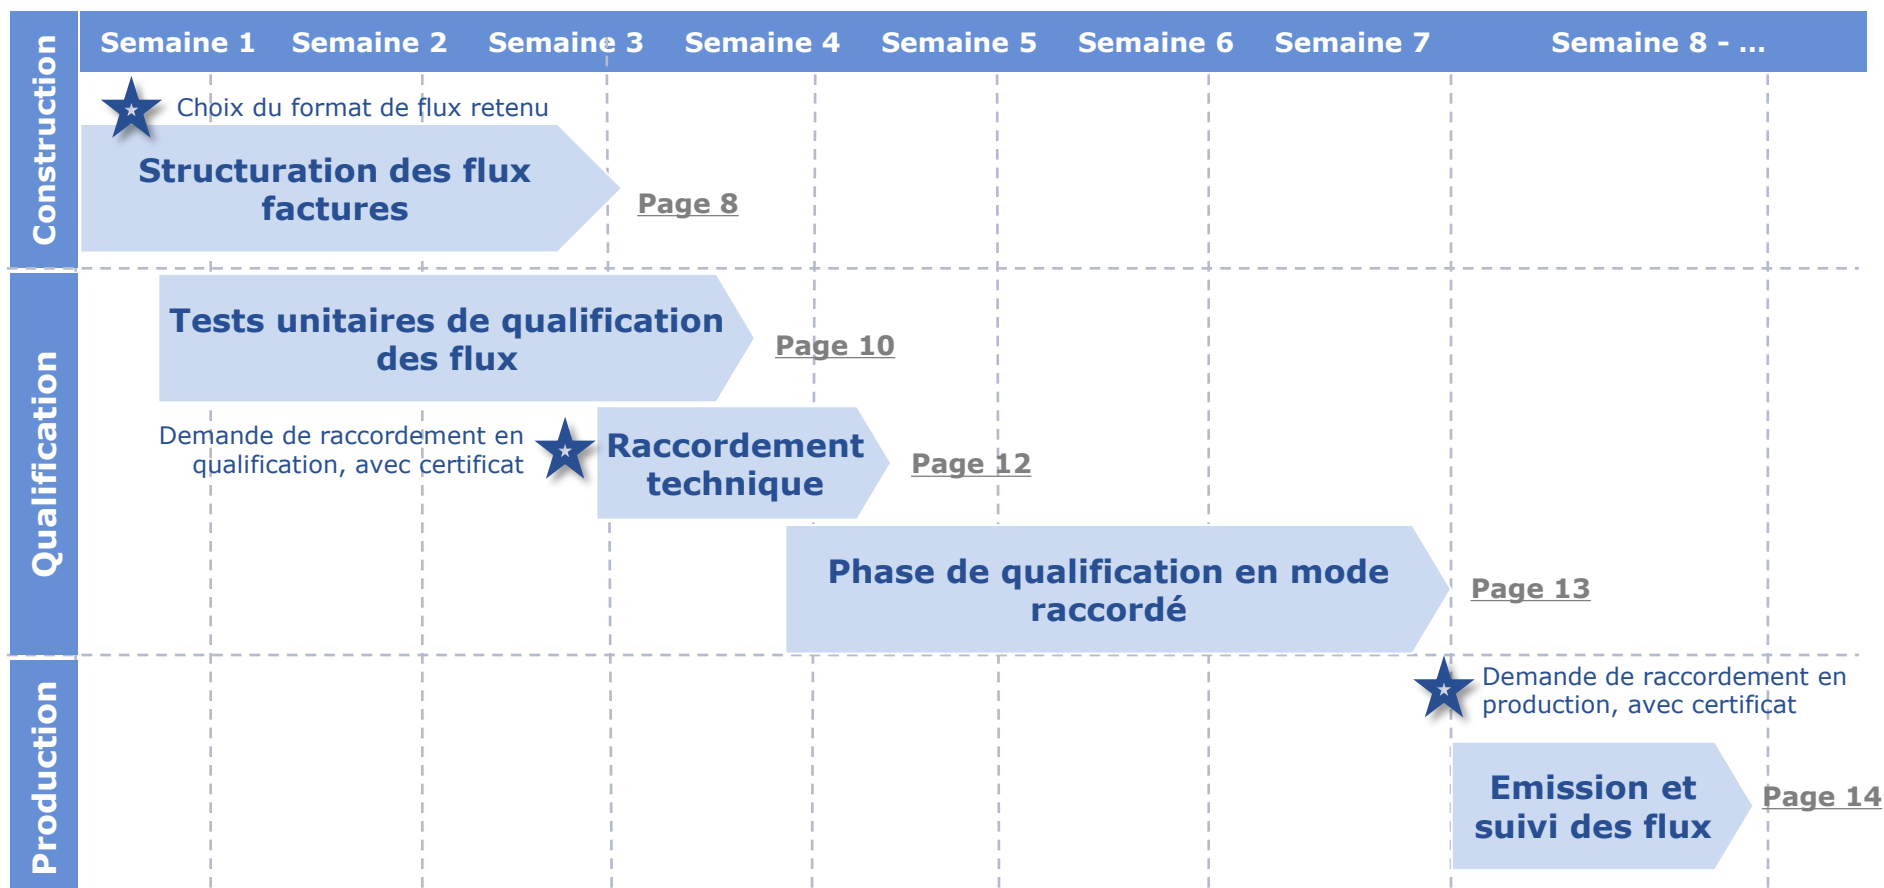 Semaine 1
Semaine 2
Semaine 3
Semaine 4
Semaine 5
Semaine 6
Semaine 7
Semaine 8 - ...
Construction
Choix du format de flux retenu
Structuration des flux
factures
Page 8
Qualification
Tests unitaires de qualification
des flux
Page 10
Demande de raccordement en
qualification, avec certificat
Raccordement
technique
Page 12
Phase de qualification en mode
raccordé
Page 13
Production
Demande de raccordement en
production, avec certificat
Emission et
suivi des flux
Page 14